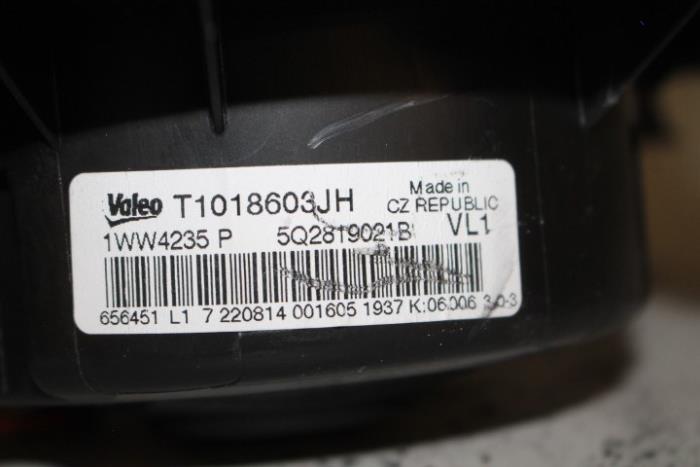 Valeo T1018603JH Made in
CZ REPUBLIC
1WW4235 P 5Q2819021B VL1
656451 L1 7 220814 001605 1937 K:06006 3-0-3